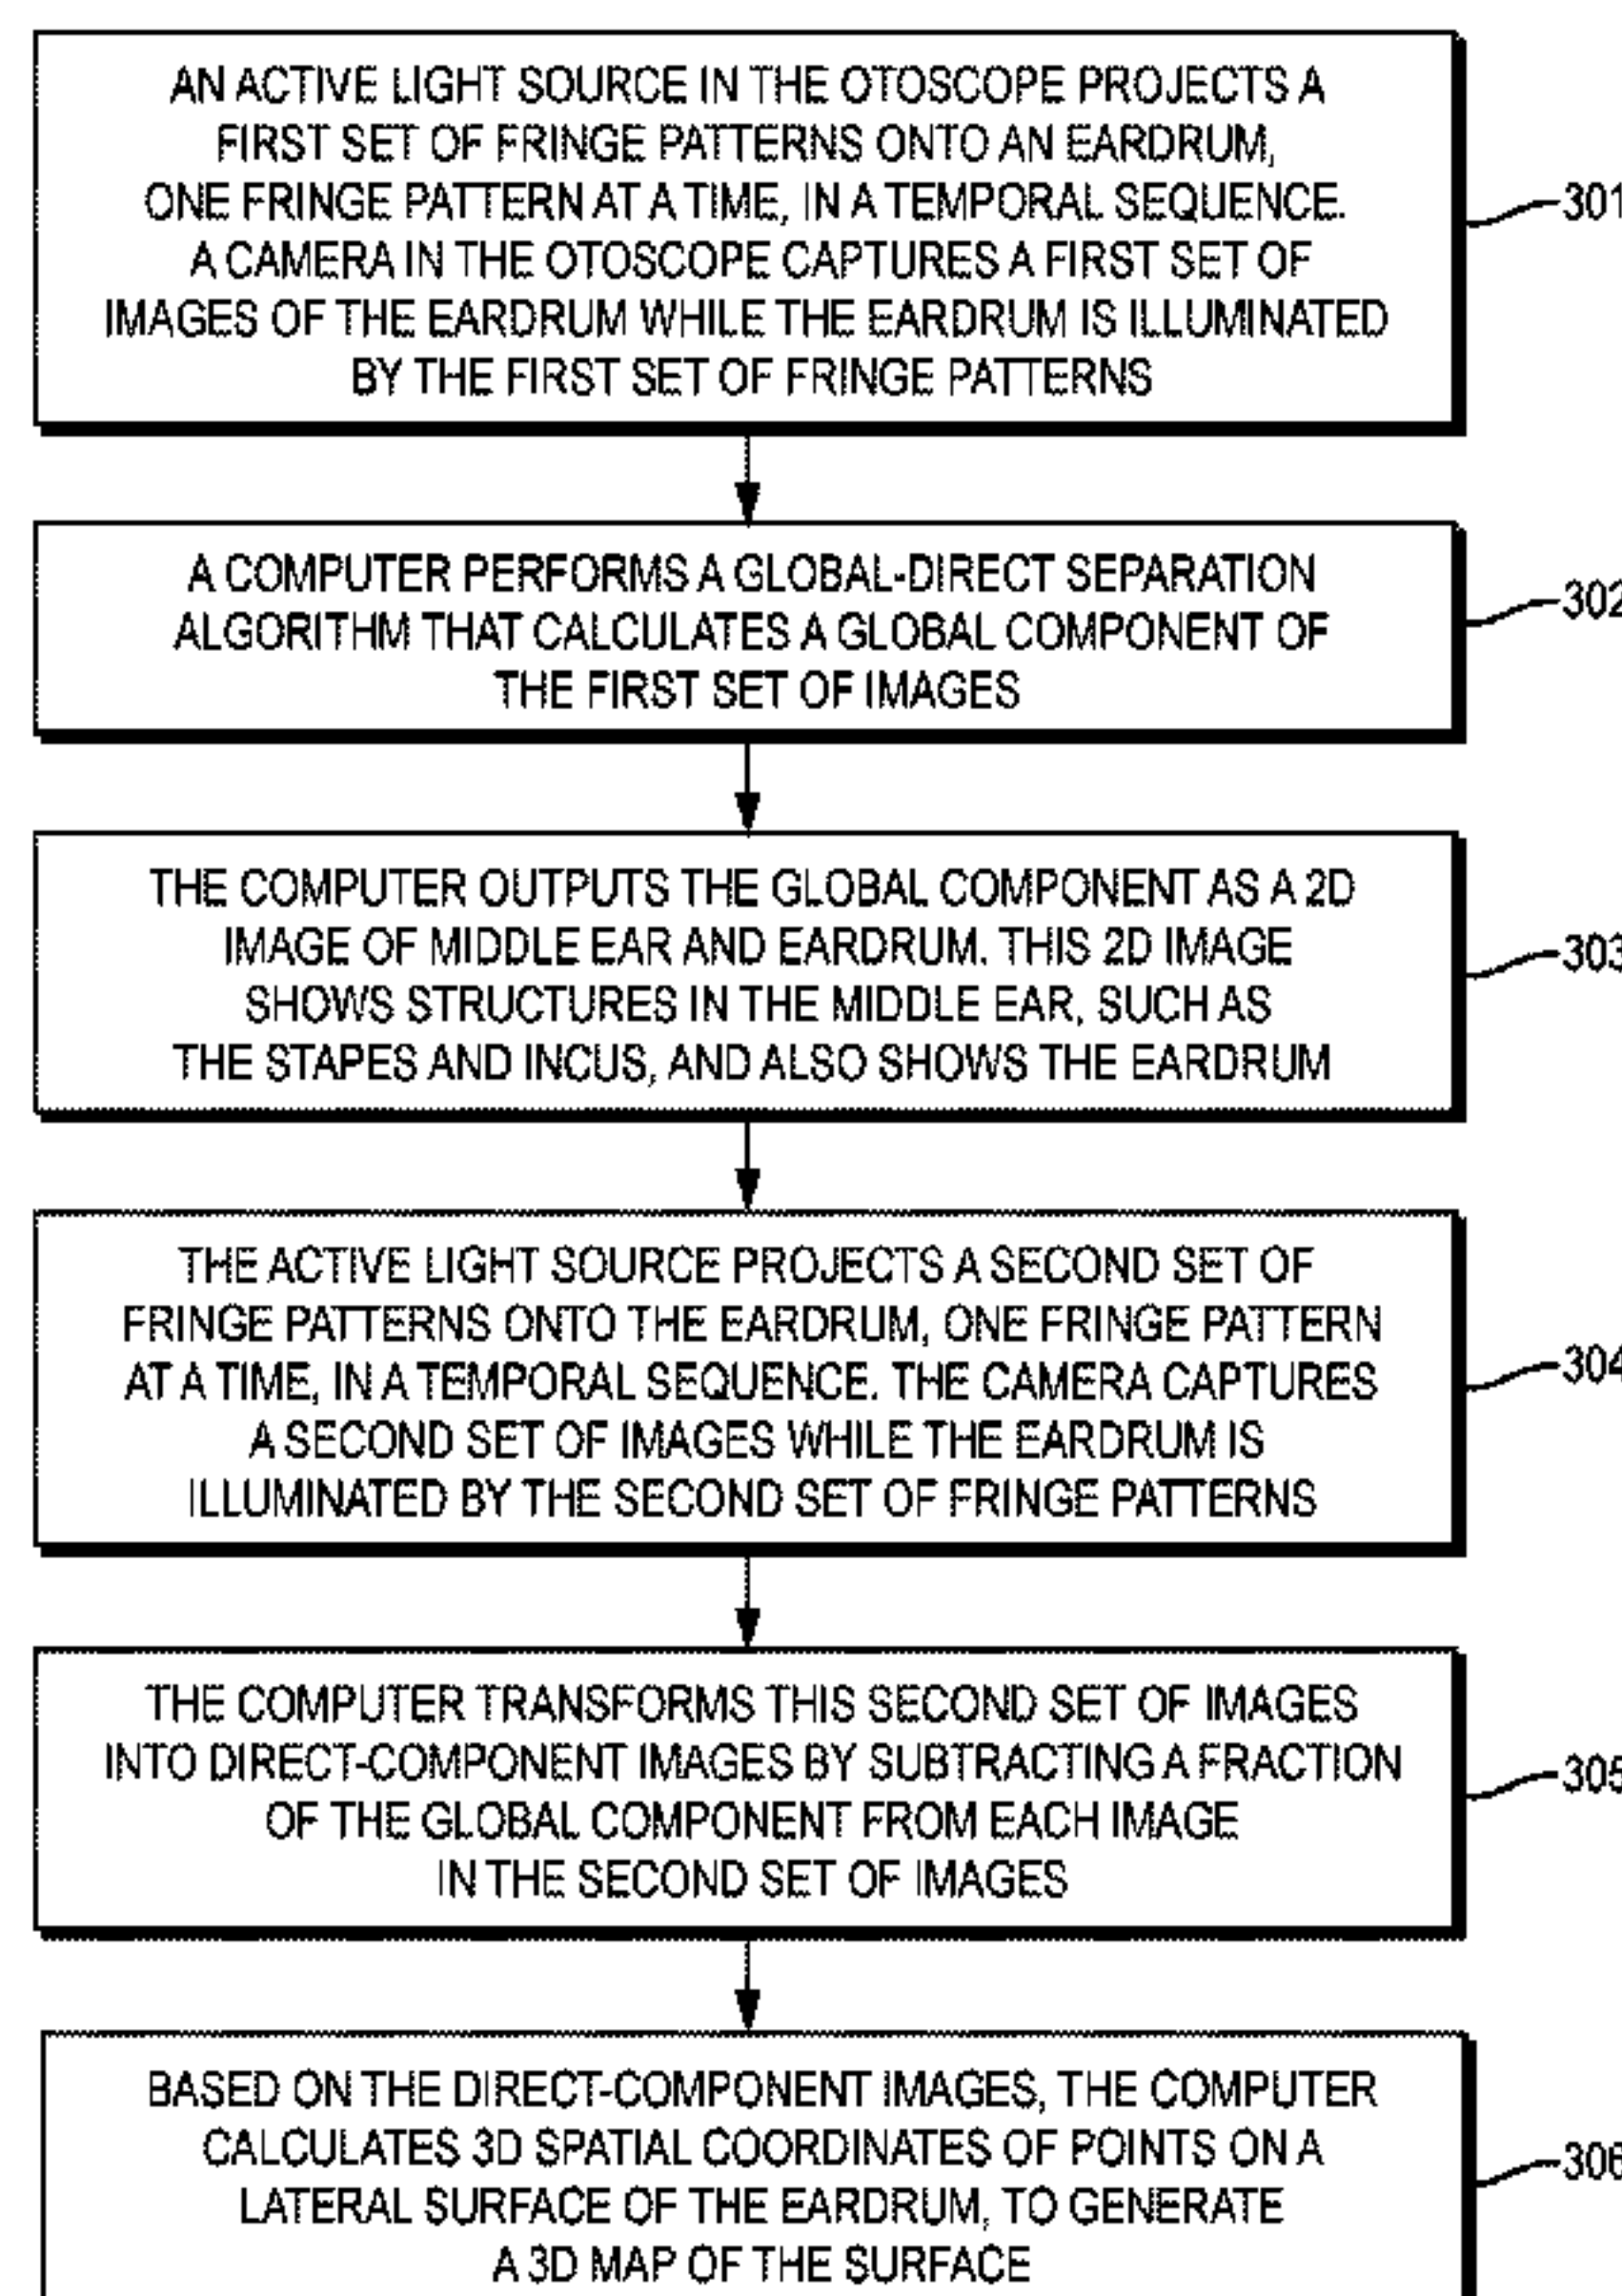 AN ACTIVE LIGHT SOURCE IN THE OTOSCOPE PROJECTS A
FIRST SET OF FRINGE PATTERNS ONTO AN EARDRUM,
ONE FRINGE PATTERN AT A TIME, IN A TEMPORAL SEQUENCE.
A CAMERA IN THE OTOSCOPE CAPTURES A FIRST SET OF
IMAGES OF THE EARDRUM WHILE THE EARDRUM IS ILLUMINATED
BY THE FIRST SET OF FRINGE PATTERNS
301
A COMPUTER PERFORMS A GLOBAL-DIRECT SEPARATION
ALGORITHM THAT CALCULATES A GLOBAL COMPONENT OF
THE FIRST SET OF IMAGES
302
THE COMPUTER OUTPUTS THE GLOBAL COMPONENT AS A 2D
IMAGE OF MIDDLE EAR AND EARDRUM. THIS 2D IMAGE
SHOWS STRUCTURES IN THE MIDDLE EAR, SUCH AS
THE STAPES AND INCUS, AND ALSO SHOWS THE EARDRUM
303
THE ACTIVE LIGHT SOURCE PROJECTS A SECOND SET OF
FRINGE PATTERNS ONTO THE EARDRUM, ONE FRINGE PATTERN
AT A TIME, IN A TEMPORAL SEQUENCE. THE CAMERA CAPTURES
A SECOND SET OF IMAGES WHILE THE EARDRUM IS
ILLUMINATED BY THE SECOND SET OF FRINGE PATTERNS
304
THE COMPUTER TRANSFORMS THIS SECOND SET OF IMAGES
INTO DIRECT-COMPONENT IMAGES BY SUBTRACTING A FRACTION
OF THE GLOBAL COMPONENT FROM EACH IMAGE
IN THE SECOND SET OF IMAGES
305
BASED ON THE DIRECT-COMPONENT IMAGES, THE COMPUTER
CALCULATES 3D SPATIAL COORDINATES OF POINTS ON A
LATERAL SURFACE OF THE EARDRUM, TO GENERATE
A 3D MAP OF THE SURFACE
306